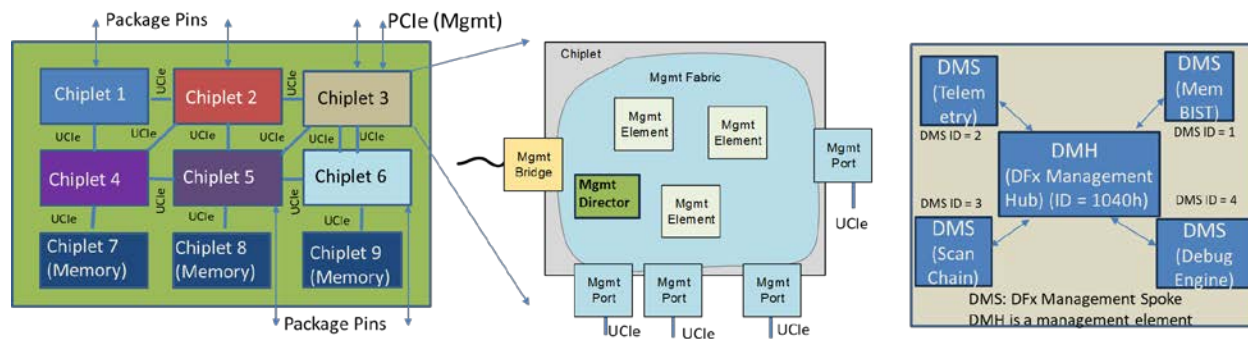 Package Pins
PCIe (Mgmt)
Chiplet 1
UCIe
Chiplet 2
UCIe
Chiplet 3
UCIe
UCIe
UCIe
UCIe
UCIe
UCIe
Chiplet 4
UCIe
Chiplet 5
UCIe
Chiplet 6
UCIe
UCIe
UCIe
Chiplet 7
(Memory)
Chiplet 8
(Memory)
Chiplet 9
(Memory)
Package Pins
Chiplet
Mgmt Fabric
Mgmt
Element
Mgmt
Element
Mgmt
Bridge
Mgmt
Port
Mgmt
Director
Mgmt
Element
UCIe
Mgmt
Port
Mgmt
Port
Mgmt
Port
UCIe
UCIe
UCIe
DMS
(Telem
etry)
DMS
(Mem
BIST)
DMS ID = 2
DMS ID = 1
DMH
(DFx Management
Hub) (ID = 1040h)
DMS ID = 3
DMS ID = 4
DMS
(Scan
Chain)
DMS
(Debug
Engine)
DMS: DFx Management Spoke
DMH is a management element